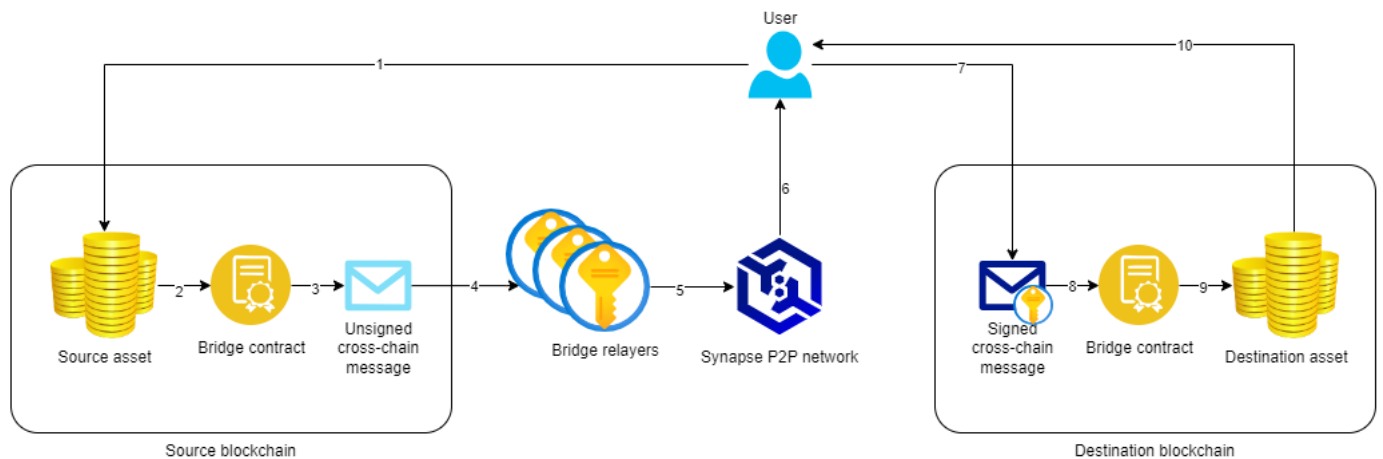 User
1
7
10
6
2
3
4
5
8
9
Source asset
Bridge contract
Unsigned
cross-chain
message
Bridge relayers
8
Synapse P2P network
Signed
cross-chain
message
Bridge contract
Destination asset
Source blockchain
Destination blockchain